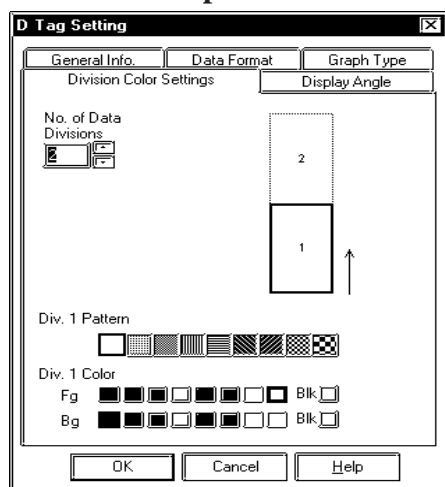 D Tag Setting
General Info. Data Format Graph Type
Division Color Settings Display Angle
No. of Data
Divisions
2
2
1
Div. 1 Pattern
Div. 1 Color
Fg Blk
Bg Blk
OK Cancel Help